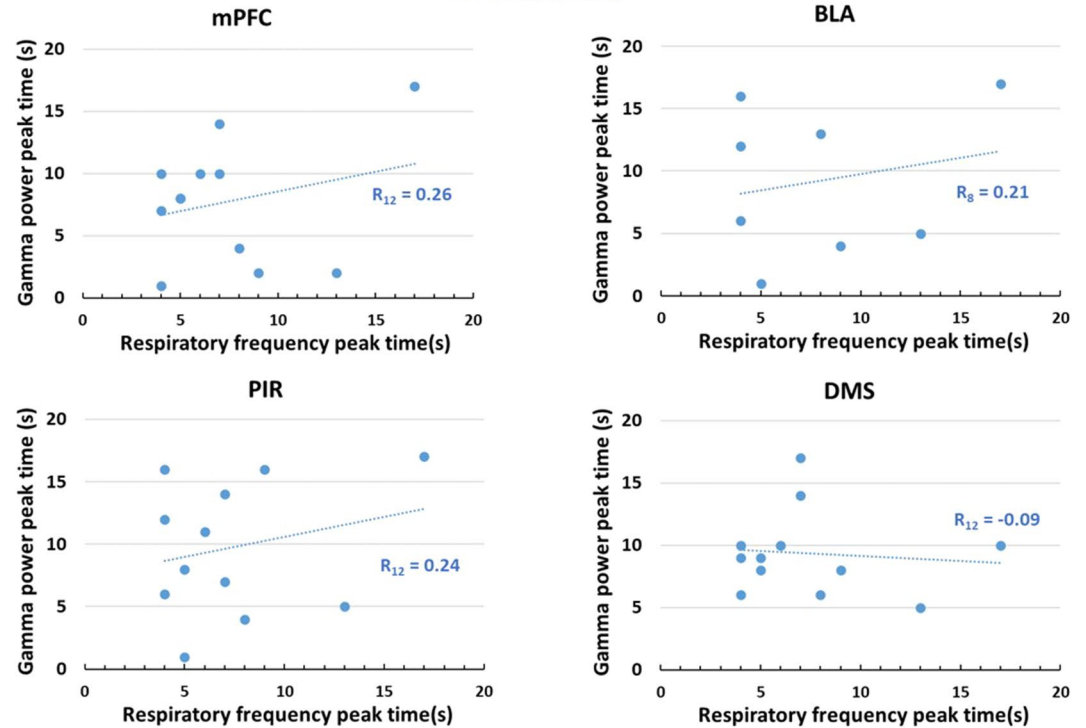 mPFC
Gamma power peak time (s)
20
15
10
5
0
R₁₂ = 0.26
0 5 10 15 20
Respiratory frequency peak time(s)
BLA
Gamma power peak time (s)
20
15
10
5
0
R₈ = 0.21
0 5 10 15 20
Respiratory frequency peak time(s)
PIR
Gamma power peak time (s)
20
15
10
5
0
R₁₂ = 0.24
0 5 10 15 20
Respiratory frequency peak time(s)
DMS
Gamma power peak time (s)
20
15
10
5
0
R₁₂ = -0.09
0 5 10 15 20
Respiratory frequency peak time(s)